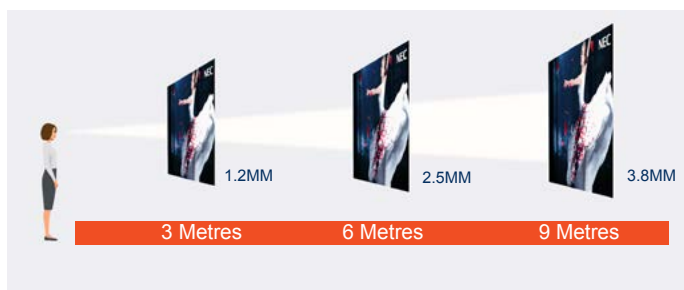 NEC
NEC
NEC
1.2MM
2.5MM
3.8MM
3 Metres
6 Metres
9 Metres